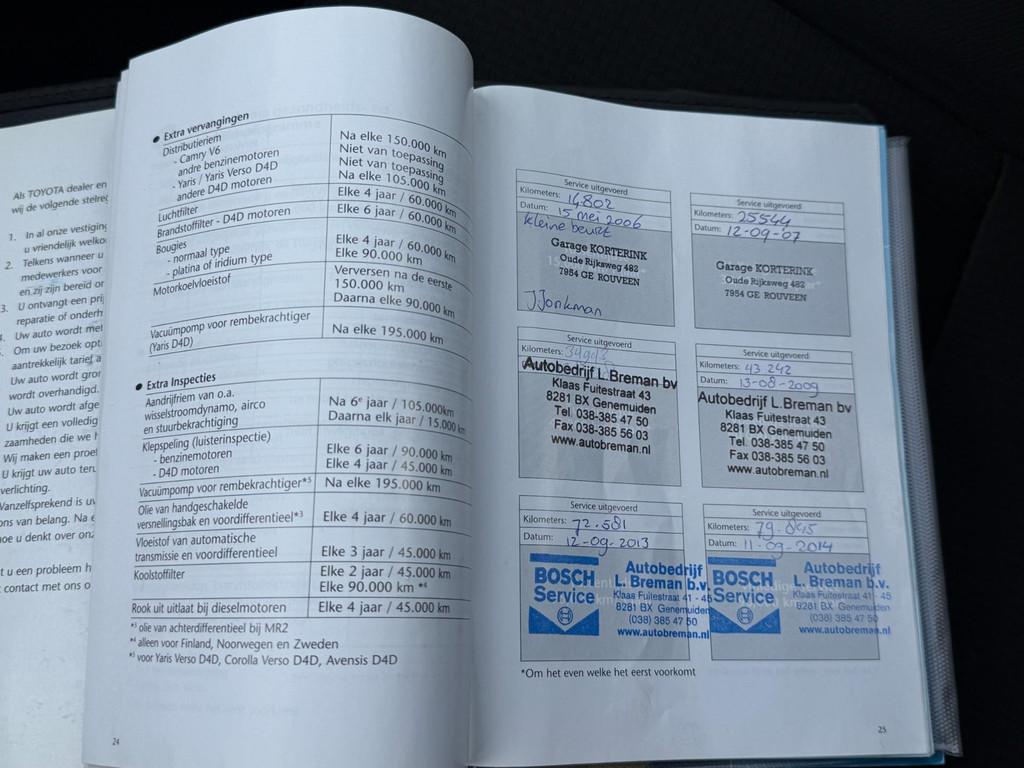 Als TOYOTA dealer en
wij de volgende stelreg
1. In al onze vestiging
u vriendelijk welko
2. Telkens wanneer u
medewerkers voor
en zij zijn bereid or
3. U ontvangt een prij
reparatie of onderh
Uw auto wordt met
Om uw bezoek opti
aantrekkelijk tarief a
Uw auto wordt gror
wordt overhandigd.
Uw auto wordt afge
U krijgt een volledig
zaamheden die we h
Wij maken een proef
U krijgt uw auto teru
verlichting.
Vanzelfsprekend is uw
ons van belang. Na e
hoe u denkt over onz
t u een probleem h
contact met ons o
• Extra vervangingen
Distributieriem
- Camry V6 Na elke 150.000 km
andre benzinemotoren Niet van toepassing
- Yaris / Yaris Verso D4D Niet van toepassing
andere D4D motoren Na elke 105.000 km
Luchtfilter Elke 4 jaar / 60.000 km
Brandstoffilter - D4D motoren Elke 6 jaar / 60.000 km
Bougies
- normaal type Elke 4 jaar / 60.000 km
- platina of iridium type Elke 90.000 km
Motorkoelvloeistof Verversen na de eerste
150.000 km
Daarna elke 90.000 km
Vacuümpomp voor rembekrachtiger
(Yaris D4D) Na elke 195.000 km
• Extra Inspecties
Aandrijfriem van o.a.
wisselstroomdynamo, airco Na 6e jaar / 105.000km
en stuurbekrachtiging Daarna elk jaar / 15.000 km
Klepspeling (luisterinspectie)
- benzinemotoren Elke 6 jaar / 90.000 km
- D4D motoren Elke 4 jaar / 45.000 km
Vacuümpomp voor rembekrachtiger*5 Na elke 195.000 km
Olie van handgeschakelde
versnellingsbak en voordifferentieel*3 Elke 4 jaar / 60.000 km
Vloeistof van automatische
transmissie en voordifferentieel Elke 3 jaar / 45.000 km
Koolstoffilter Elke 2 jaar / 45.000 km
Elke 90.000 km *4
Rook uit uitlaat bij dieselmotoren Elke 4 jaar / 45.000 km
*3 olie van achterdifferentieel bij MR2
*4 alleen voor Finland, Noorwegen en Zweden
*5 voor Yaris Verso D4D, Corolla Verso D4D, Avensis D4D
24
Service uitgevoerd
Kilometers: 14802
Datum: 15 mei 2006
kleine beurt
Garage KORTERINK
Oude Rijksweg 482
7954 GE ROUVEEN
J Jonkman
Service uitgevoerd
Kilometers: 25544
Datum: 12-09-07
Garage KORTERINK
Oude Rijksweg 482
7954 GE ROUVEEN
Service uitgevoerd
Kilometers:
Autobedrijf L. Breman bv
Klaas Fuitestraat 43
8281 BX Genemuiden
Tel. 038-385 47 50
Fax 038-385 56 03
www.autobreman.nl
Service uitgevoerd
Kilometers: 43 242
Datum: 13-08-2009
Autobedrijf L. Breman bv
Klaas Fuitestraat 43
8281 BX Genemuiden
Tel. 038-385 47 50
Fax 038-385 56 03
www.autobreman.nl
Service uitgevoerd
Kilometers: 72.581
Datum: 12-09-2013
BOSCH
Service
Autobedrijf
L. Breman b.v.
Klaas Fuitestraat 41 - 45
8281 BX Genemuiden
(038) 385 47 50
www.autobreman.nl
Service uitgevoerd
Kilometers: 79.845
Datum: 11-09-2014
BOSCH
Service
Autobedrijf
L. Breman b.v.
Klaas Fuitestraat 41 - 45
8281 BX Genemuiden
(038) 385 47 50
www.autobreman.nl
*Om het even welke het eerst voorkomt
25